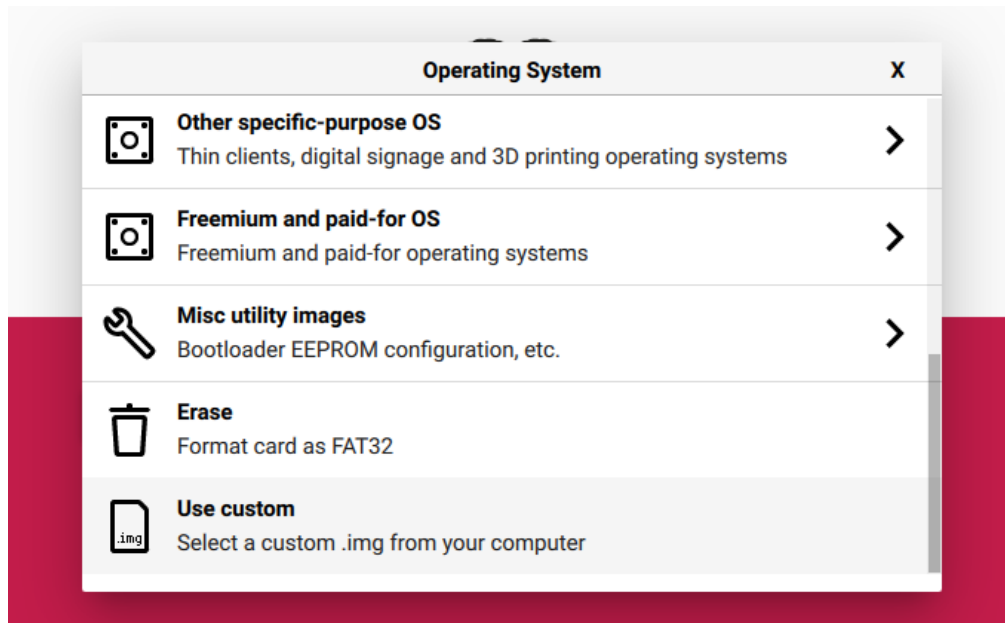 Operating System
X
Other specific-purpose OS
Thin clients, digital signage and 3D printing operating systems
Freemium and paid-for OS
Freemium and paid-for operating systems
Misc utility images
Bootloader EEPROM configuration, etc.
Erase
Format card as FAT32
Use custom
.img
Select a custom .img from your computer